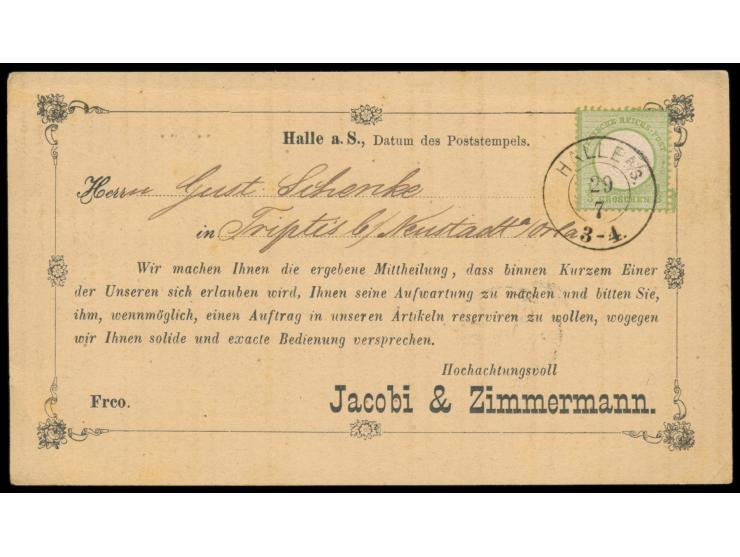 Halle a.S., Datum des Poststempels.
HALLE A/S.
29
7
3-4.
GROSCHEN
Herrn Gust. Schenke
in Triptis b/ Neustadt a/Orla
Wir machen Ihnen die ergebene Mittheilung, dass binnen Kurzem Einer
der Unseren sich erlauben wird, Ihnen seine Aufwartung zu machen und bitten Sie,
ihm, wennmöglich, einen Auftrag in unseren Artikeln reserviren zu wollen, wogegen
wir Ihnen solide und exacte Bedienung versprechen.
Hochachtungsvoll
Frco. Jacobi & Zimmermann.